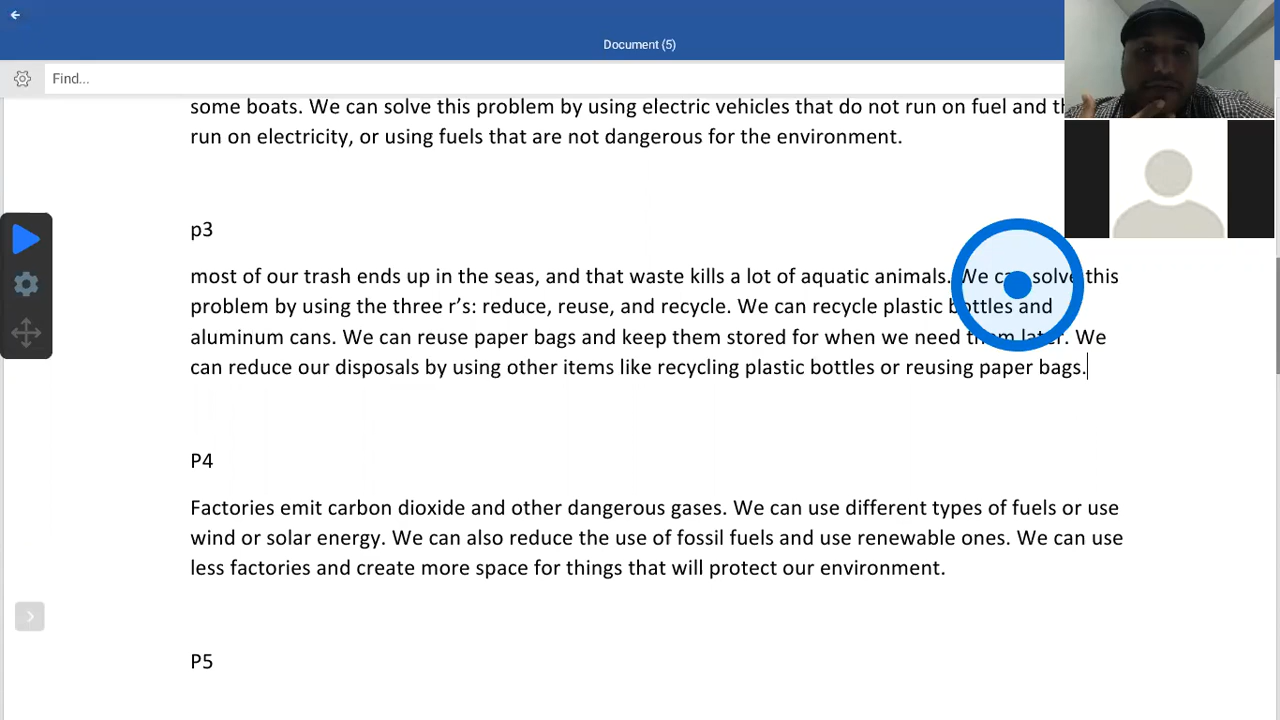 Document (5)
Find...
some boats. We can solve this problem by using electric vehicles that do not run on fuel and
run on electricity, or using fuels that are not dangerous for the environment.
p3
most of our trash ends up in the seas, and that waste kills a lot of aquatic animals. We can solve this
problem by using the three r’s: reduce, reuse, and recycle. We can recycle plastic bottles and
aluminum cans. We can reuse paper bags and keep them stored for when we need them later. We
can reduce our disposals by using other items like recycling plastic bottles or reusing paper bags.
P4
Factories emit carbon dioxide and other dangerous gases. We can use different types of fuels or use
wind or solar energy. We can also reduce the use of fossil fuels and use renewable ones. We can use
less factories and create more space for things that will protect our environment.
P5